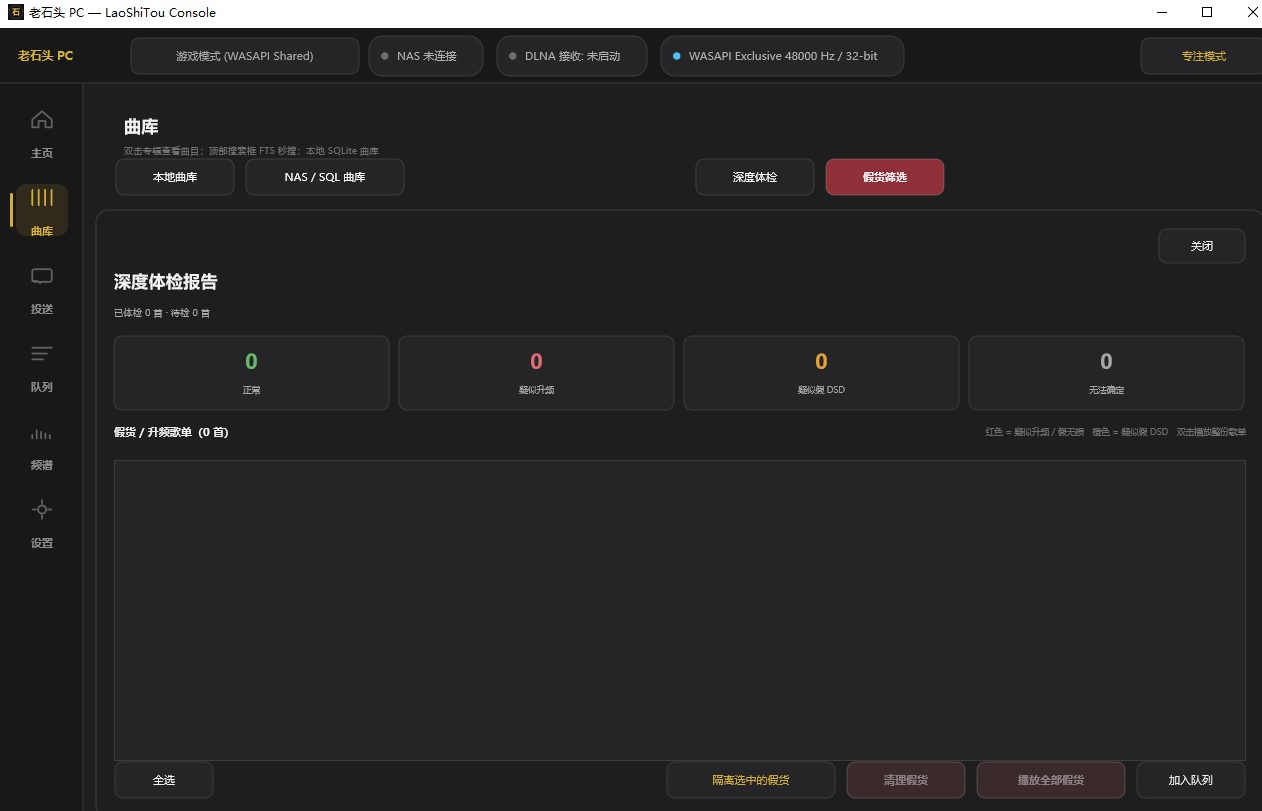 石 老石头 PC — LaoShiTou Console
老石头 PC
游戏模式 (WASAPI Shared)
NAS 未连接
DLNA 接收: 未启动
WASAPI Exclusive 48000 Hz / 32-bit
专注模式
主页
曲库
投送
队列
频谱
设置
曲库
双击专辑查看曲目; 顶部搜索框 FTS 秒搜; 本地 SQLite 曲库
本地曲库
NAS / SQL 曲库
深度体检
假货筛选
关闭
深度体检报告
已体检 0 首 · 待检 0 首
0
正常
0
疑似升频
0
疑似假 DSD
0
无法确定
假货 / 升频歌单 (0 首)
红色 = 疑似升频 / 假无损 橙色 = 疑似假 DSD 双击播放整份歌单
全选
隔离选中的假货
清理假货
播放全部假货
加入队列